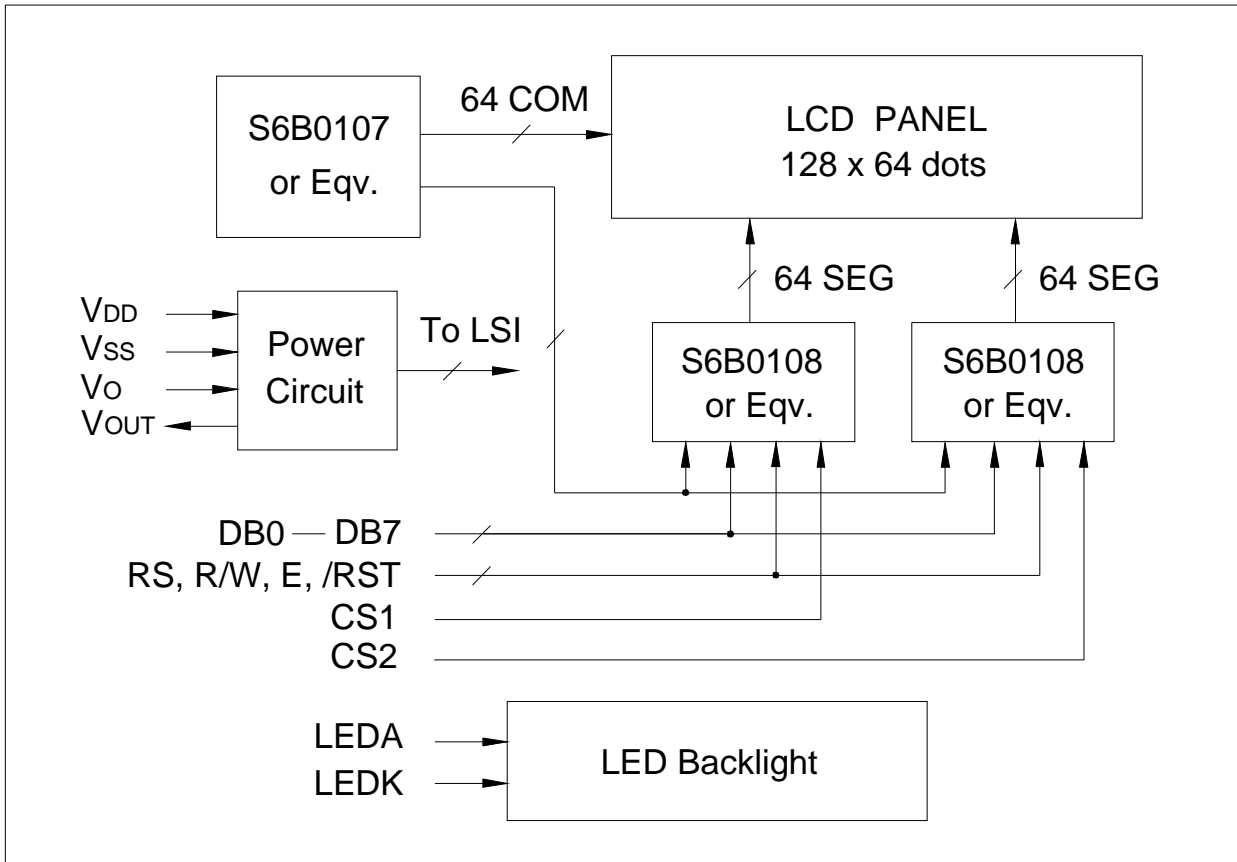 64 COM
S6B0107
or Eqv.
LCD PANEL
128 x 64 dots
64 SEG
64 SEG
VDD
VSS
VO
VOUT
Power
Circuit
To LSI
S6B0108
or Eqv.
S6B0108
or Eqv.
DB0 — DB7
RS, R/W, E, /RST
CS1
CS2
LEDA
LEDK
LED Backlight